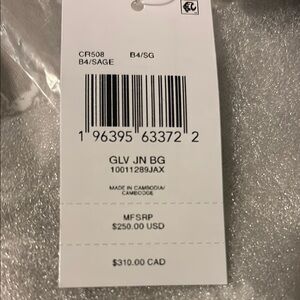 CR508 B4/SG
B4/SAGE
1 96395 63372 2
GLV JN BG
10011289JAX
MADE IN CAMBODIA/
CAMBODGE
MFSRP
$250.00 USD
$310.00 CAD